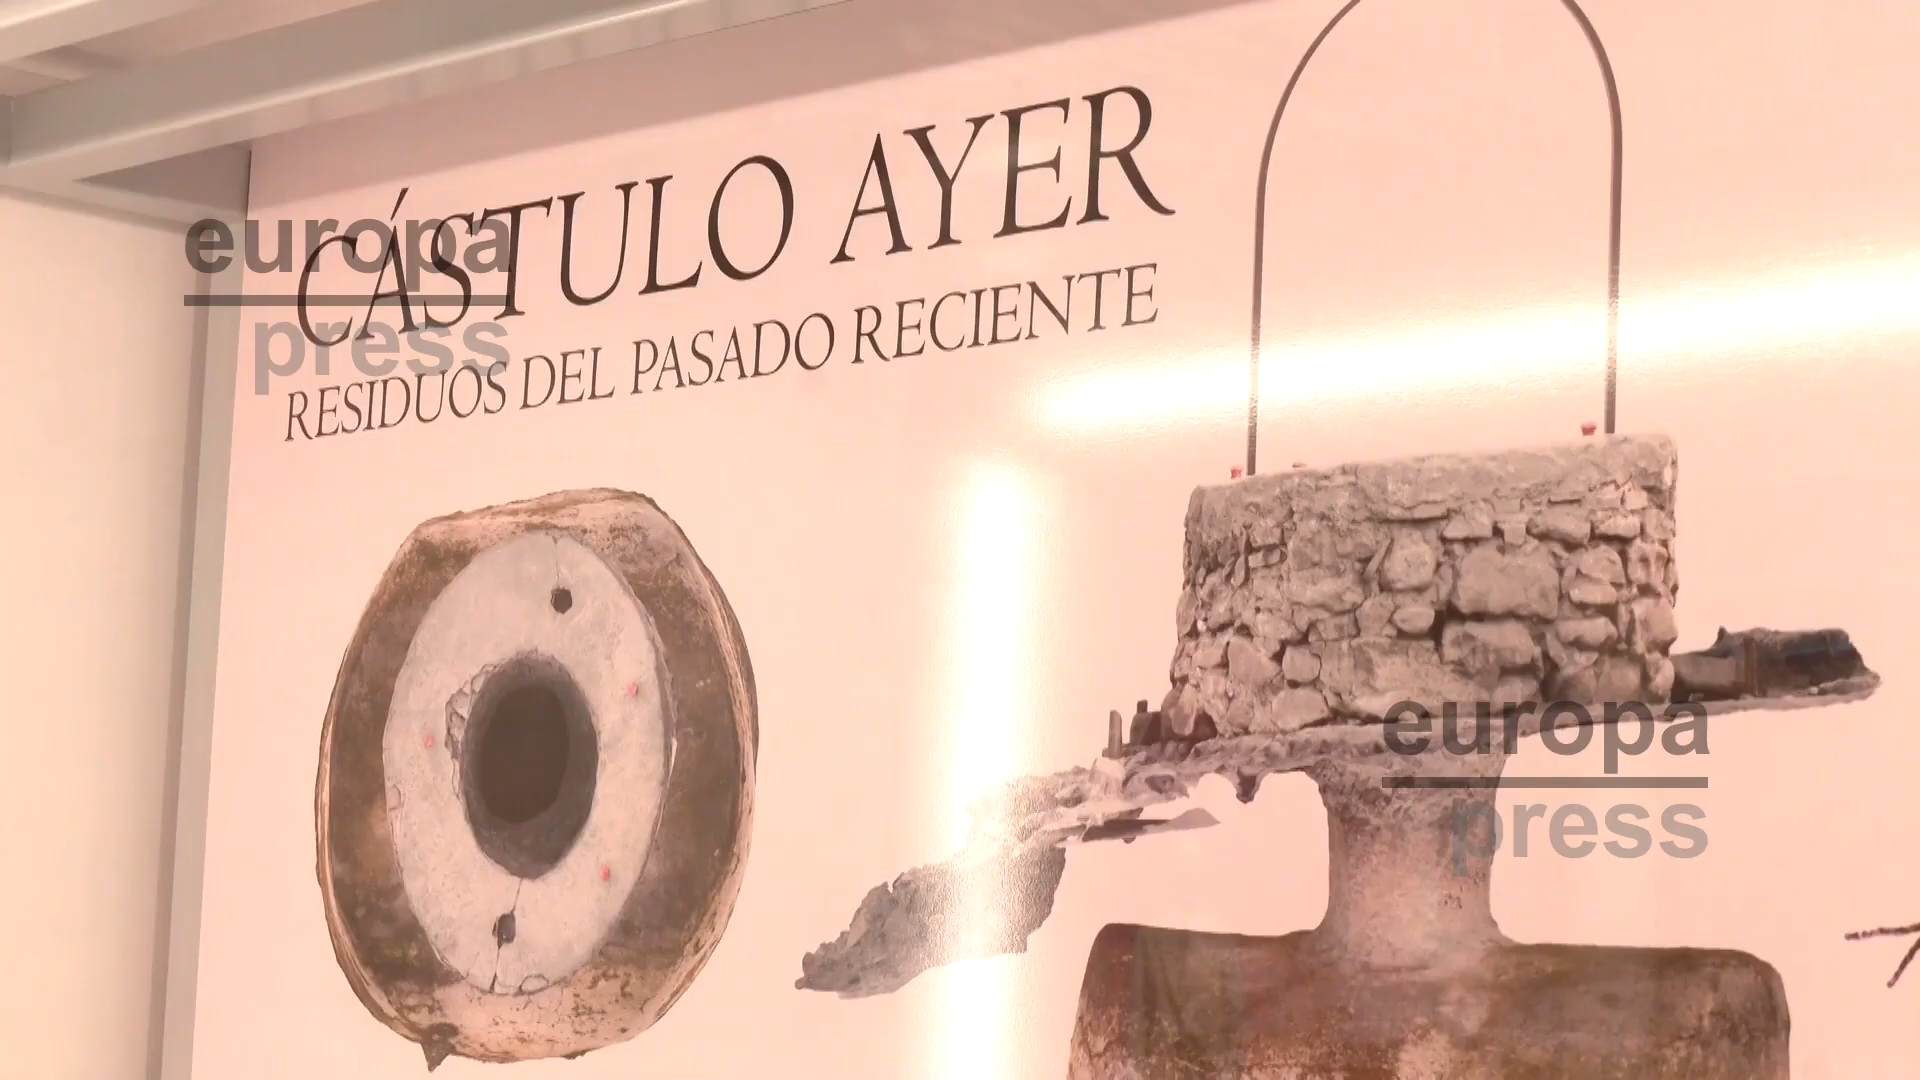 CÁSTULO AYER
RESIDUOS DEL PASADO RECIENTE
europa
press
europa
press